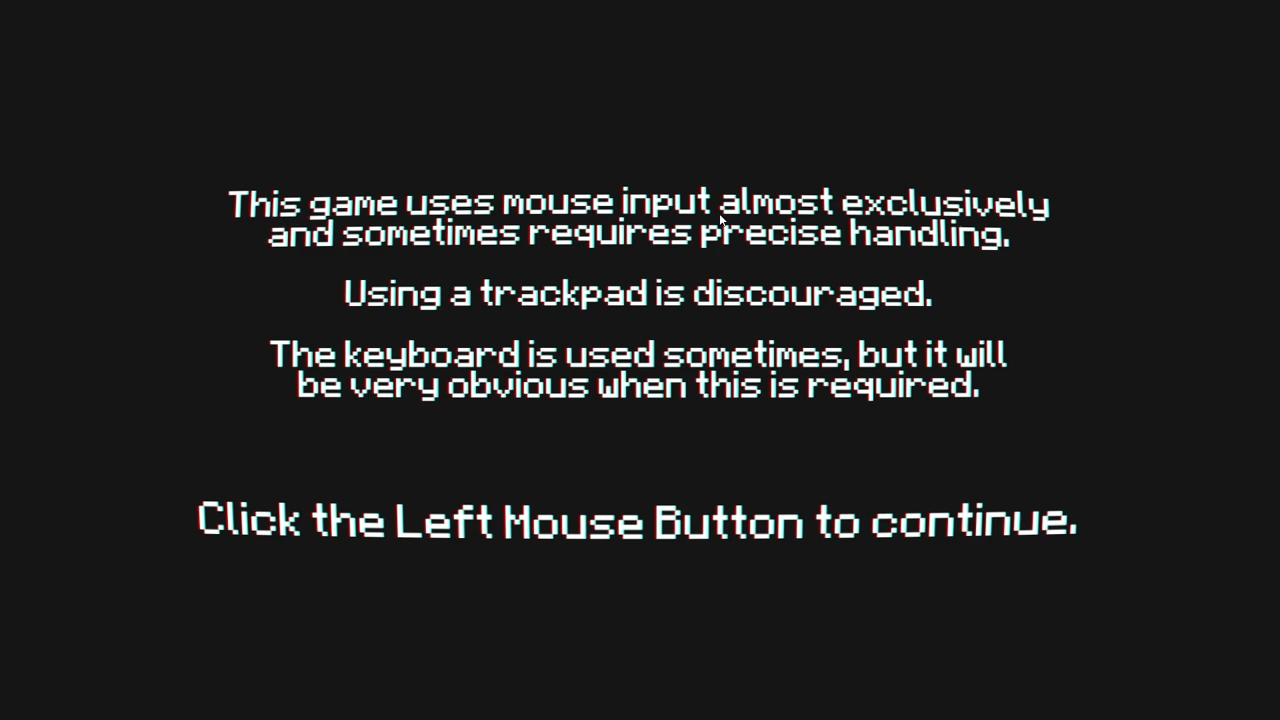 This game uses mouse input almost exclusively
and sometimes requires precise handling.
Using a trackpad is discouraged.
The keyboard is used sometimes, but it will
be very obvious when this is required.
Click the Left Mouse Button to continue.